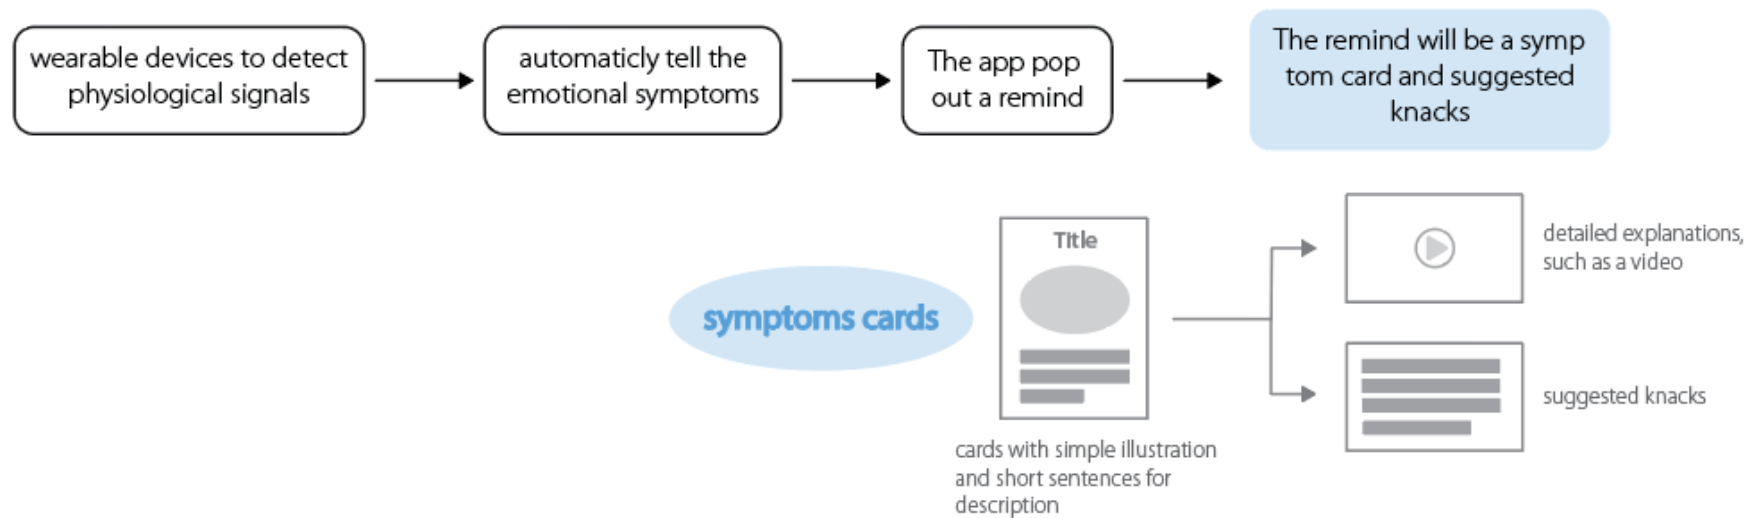 wearable devices to detect
physiological signals
automaticly tell the
emotional symptoms
The app pop
out a remind
The remind will be a symp
tom card and suggested
knacks
symptoms cards
Title
cards with simple illustration
and short sentences for
description
detailed explanations,
such as a video
suggested knacks